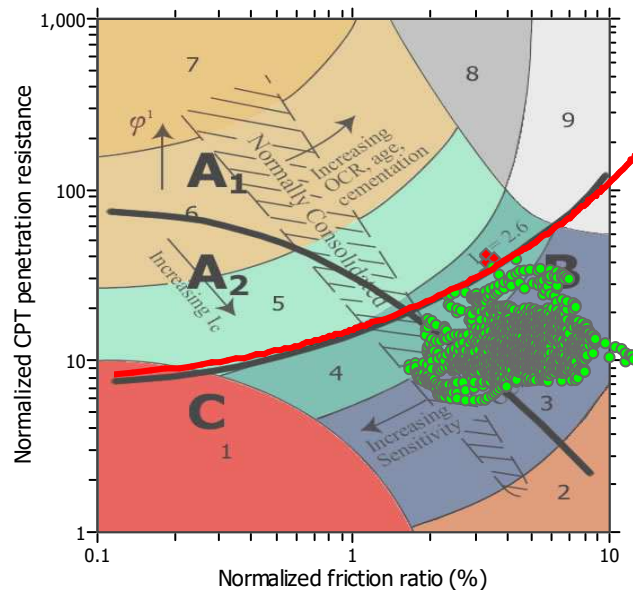 1,000
100
10
1
0.1
1
10
Normalized CPT penetration resistance
Normalized friction ratio (%)
7
8
9
φ¹
A₁
Normally Consolidated
Increasing
OCR, age,
cementation
6
A₂
Increasing Ic
= 2.6
B
5
4
C
1
Increasing
Sensitivity
3
2